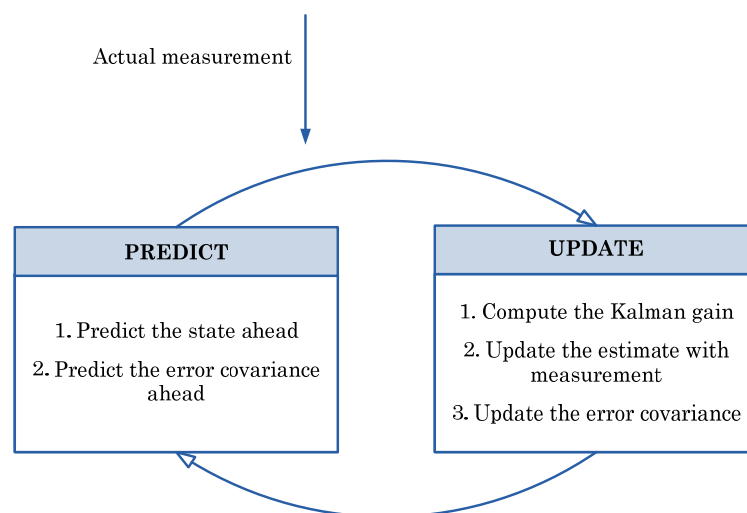 Actual measurement
PREDICT
1. Predict the state ahead
2. Predict the error covariance
ahead
UPDATE
1. Compute the Kalman gain
2. Update the estimate with
measurement
3. Update the error covariance